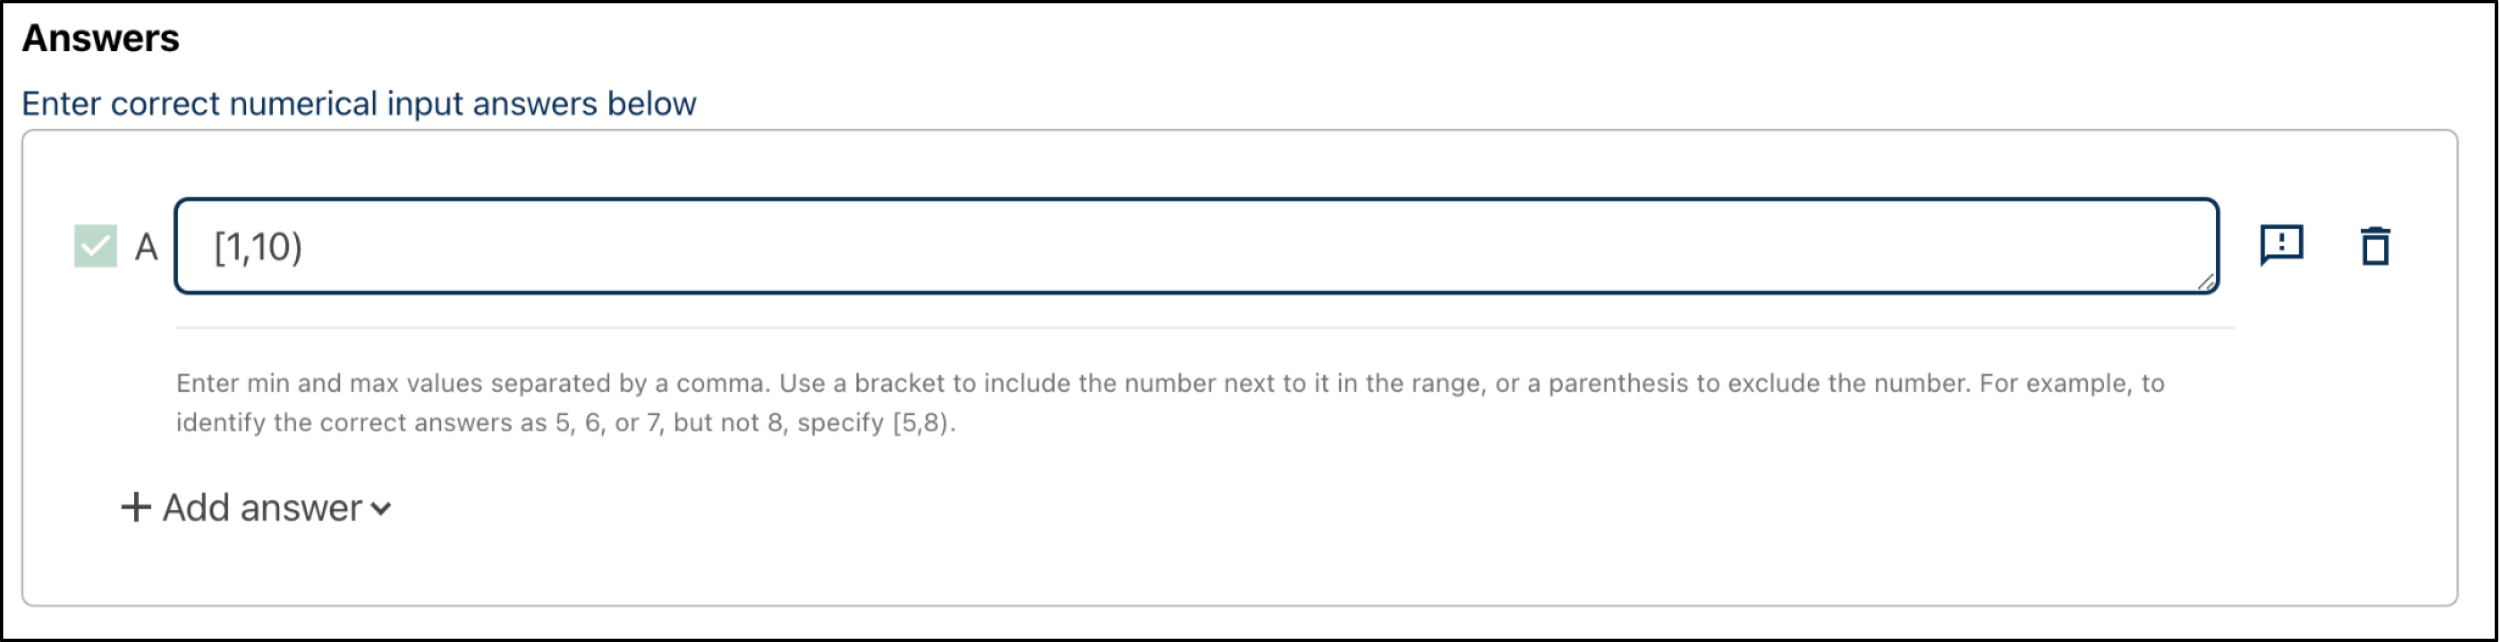 Answers
Enter correct numerical input answers below
A [1,10)
Enter min and max values separated by a comma. Use a bracket to include the number next to it in the range, or a parenthesis to exclude the number. For example, to
identify the correct answers as 5, 6, or 7, but not 8, specify [5,8).
+ Add answer